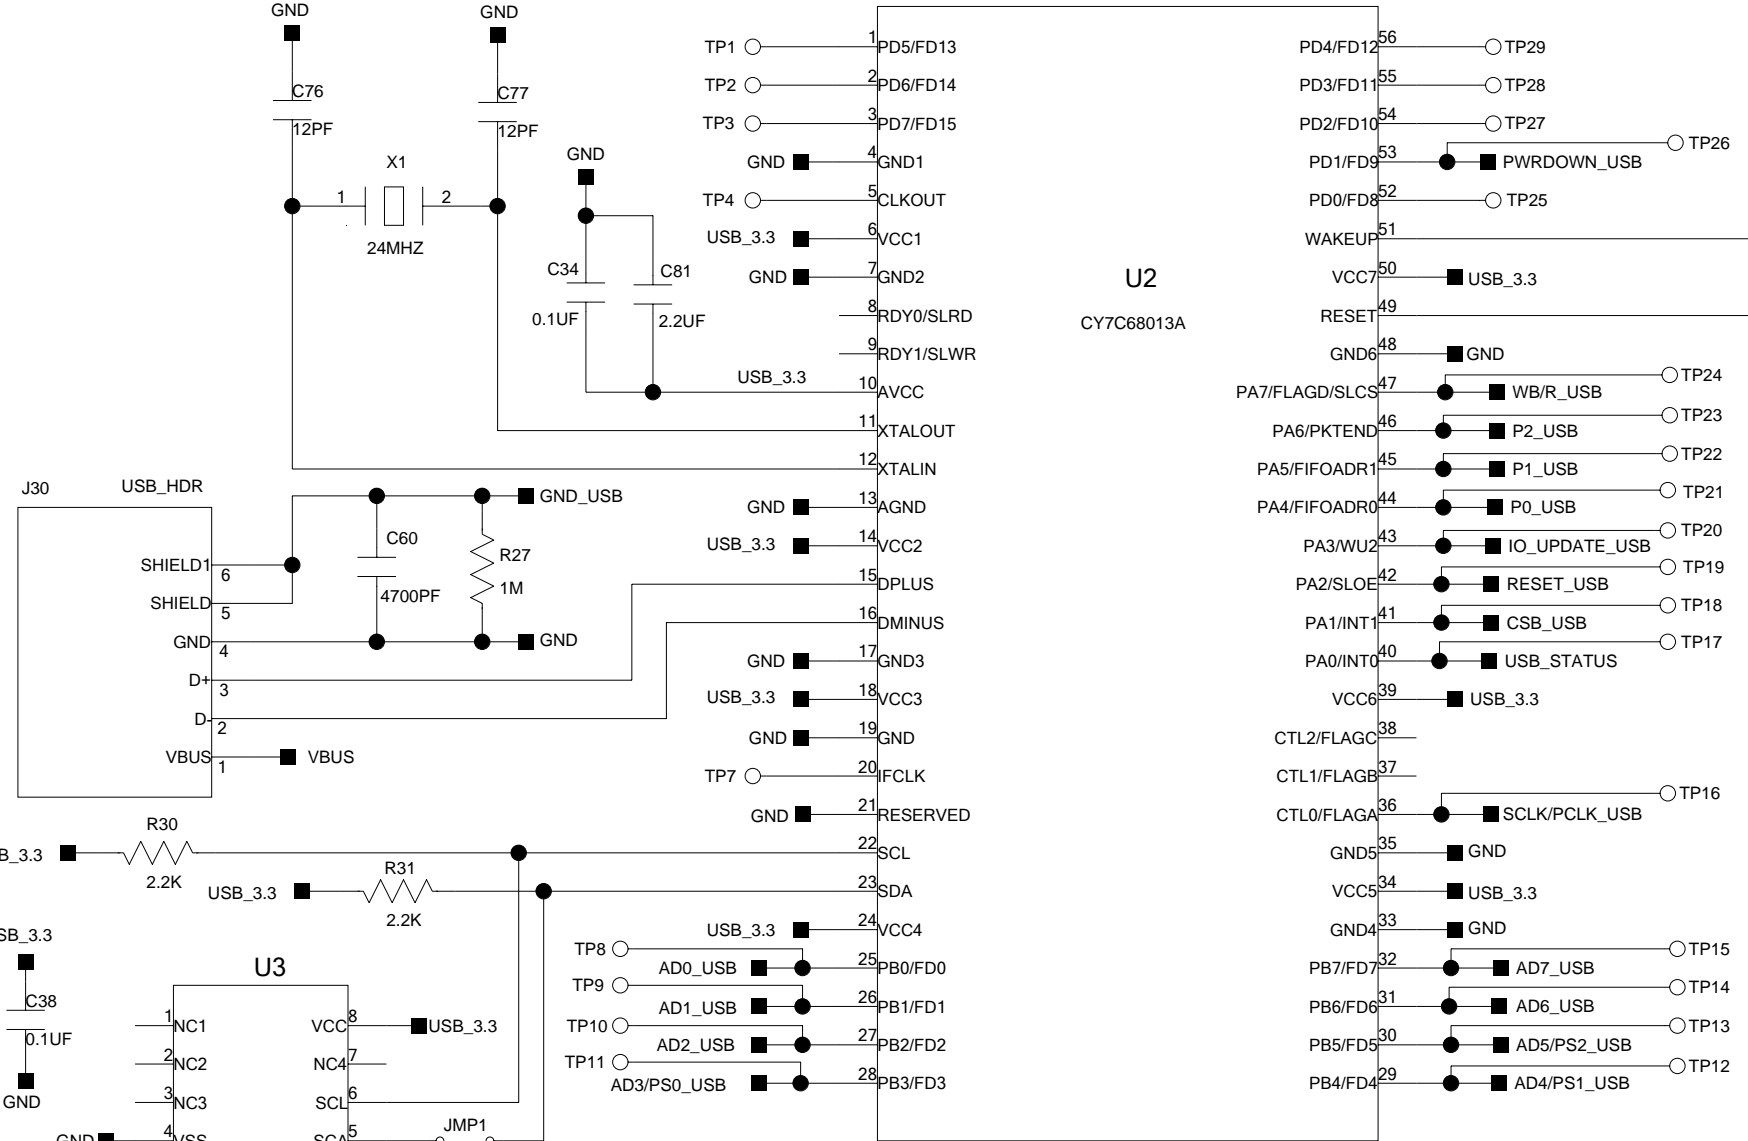 GND
GND
C76
12PF
C77
12PF
X1
1
2
24MHZ
GND
C34
0.1UF
C81
2.2UF
USB_3.3
J30
USB_HDR
SHIELD1
6
SHIELD
5
GND
4
D+
3
D-
2
VBUS
1
VBUS
GND_USB
C60
4700PF
R27
1M
GND
R30
2.2K
B_3.3
R31
USB_3.3
2.2K
SB_3.3
C38
0.1UF
GND
U3
1 NC1
2 NC2
3 NC3
GND 4 VSS
VCC 8 USB_3.3
NC4 7
SCL 6
SCA 5
JMP1
U2
CY7C68013A
TP1 1 PD5/FD13
TP2 2 PD6/FD14
TP3 3 PD7/FD15
GND 4 GND1
TP4 5 CLKOUT
USB_3.3 6 VCC1
GND 7 GND2
8 RDY0/SLRD
9 RDY1/SLWR
10 AVCC
11 XTALOUT
12 XTALIN
GND 13 AGND
USB_3.3 14 VCC2
15 DPLUS
16 DMINUS
GND 17 GND3
USB_3.3 18 VCC3
GND 19 GND
TP7 20 IFCLK
GND 21 RESERVED
22 SCL
23 SDA
USB_3.3 24 VCC4
TP8
AD0_USB 25 PB0/FD0
TP9
AD1_USB 26 PB1/FD1
TP10
AD2_USB 27 PB2/FD2
TP11
AD3/PS0_USB 28 PB3/FD3
PD4/FD12 56 TP29
PD3/FD11 55 TP28
PD2/FD10 54 TP27
TP26
PD1/FD9 53 PWRDOWN_USB
PD0/FD8 52 TP25
WAKEUP 51
VCC7 50 USB_3.3
RESET 49
GND6 48 GND
TP24
PA7/FLAGD/SLCS 47 WB/R_USB
TP23
PA6/PKTEND 46 P2_USB
TP22
PA5/FIFOADR1 45 P1_USB
TP21
PA4/FIFOADR0 44 P0_USB
TP20
PA3/WU2 43 IO_UPDATE_USB
TP19
PA2/SLOE 42 RESET_USB
TP18
PA1/INT1 41 CSB_USB
TP17
PA0/INT0 40 USB_STATUS
VCC6 39 USB_3.3
CTL2/FLAGC 38
CTL1/FLAGB 37
TP16
CTL0/FLAGA 36 SCLK/PCLK_USB
GND5 35 GND
VCC5 34 USB_3.3
GND4 33 GND
TP15
PB7/FD7 32 AD7_USB
TP14
PB6/FD6 31 AD6_USB
TP13
PB5/FD5 30 AD5/PS2_USB
TP12
PB4/FD4 29 AD4/PS1_USB